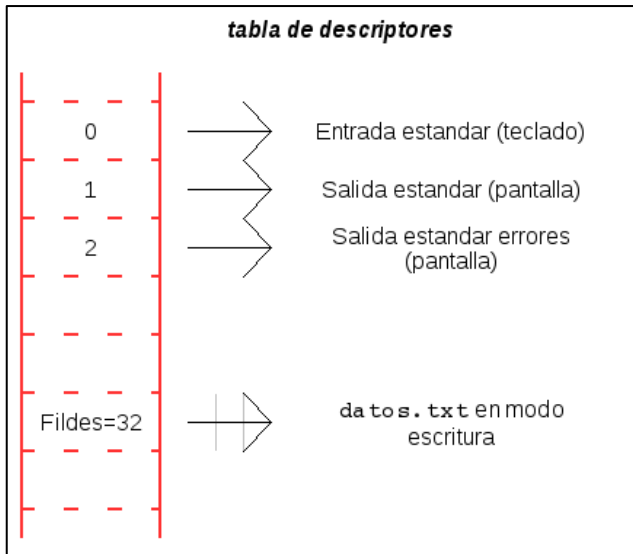 tabla de descriptores
0
Entrada estandar (teclado)
1
Salida estandar (pantalla)
2
Salida estandar errores
(pantalla)
Fildes=32
datos.txt en modo
escritura